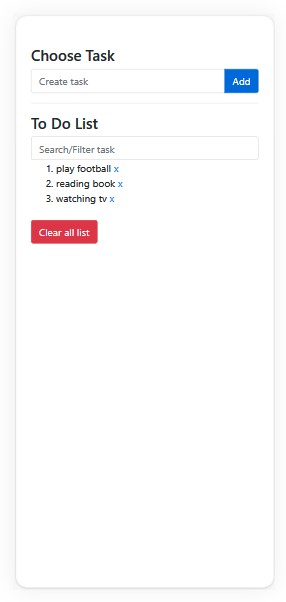 Choose Task
Create task Add
To Do List
Search/Filter task
1. play football x
2. reading book x
3. watching tv x
Clear all list